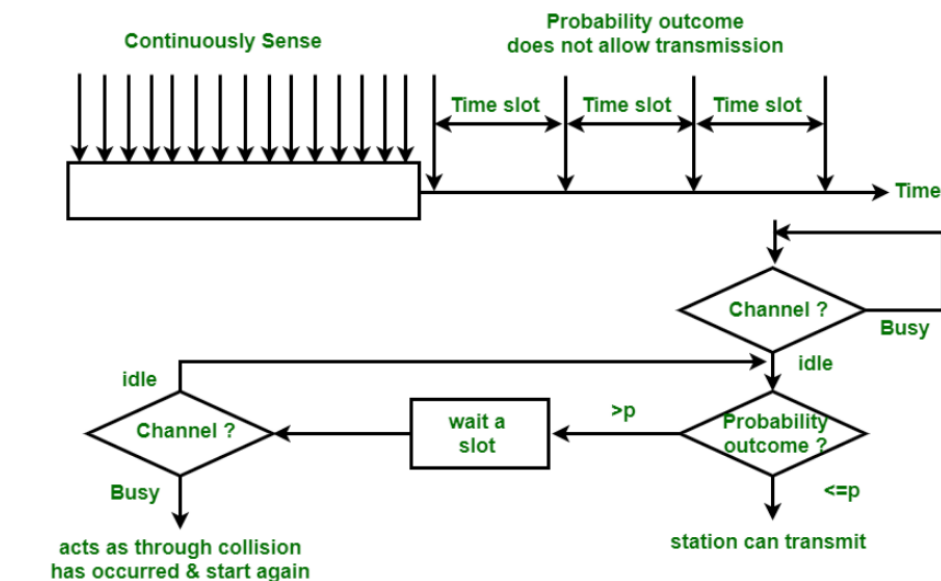 Probability outcome
does not allow transmission
Continuously Sense
Time slot
Time slot
Time slot
Time
Channel ?
Busy
idle
idle
>p
Probability
outcome ?
wait a
slot
Channel ?
Busy
<=p
station can transmit
acts as through collision
has occurred & start again